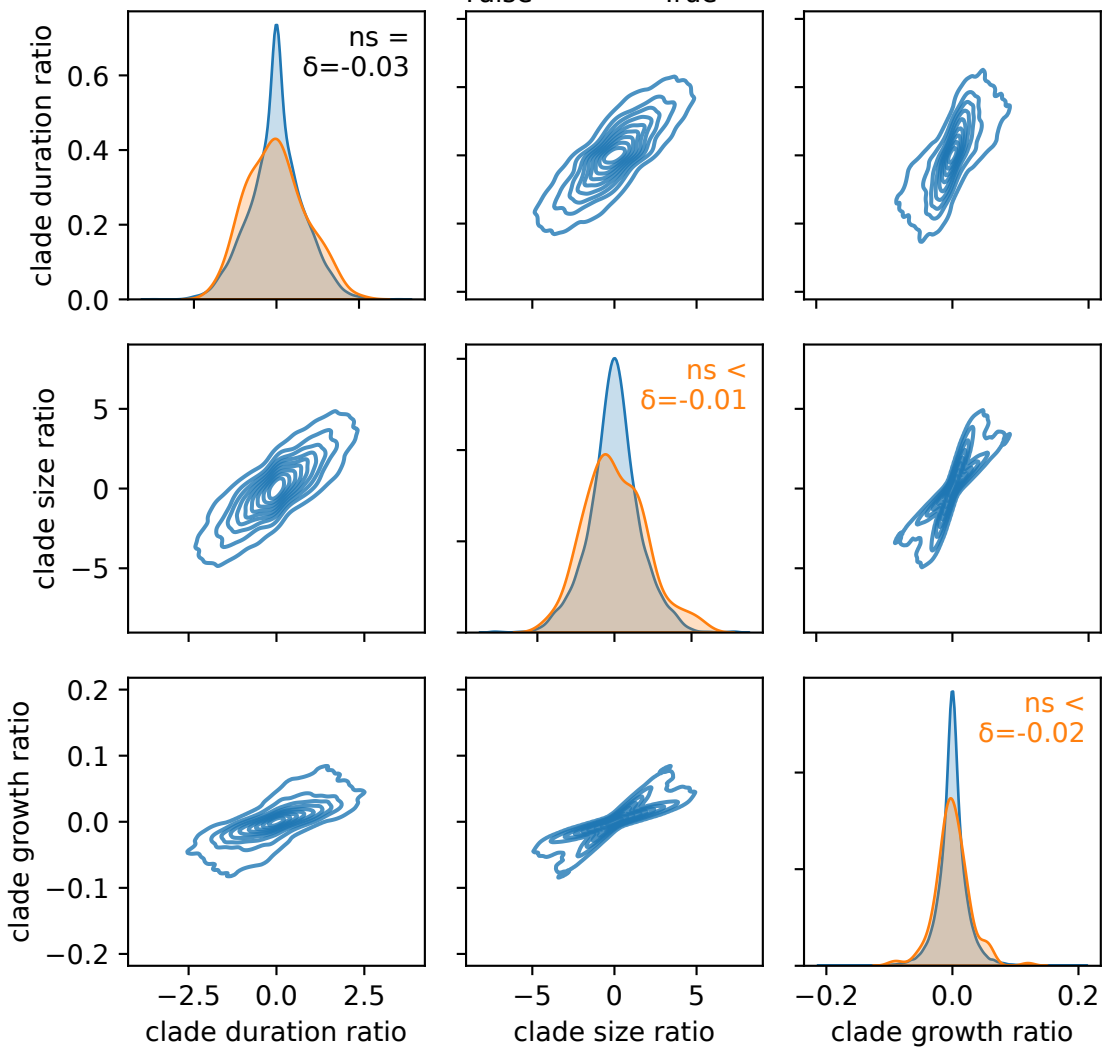 ns =
δ=-0.03
clade duration ratio
0.6
0.4
0.2
0.0
ns <
δ=-0.01
clade size ratio
5
0
−5
ns <
δ=-0.02
clade growth ratio
0.2
0.1
0.0
−0.1
−0.2
−2.5 0.0 2.5
−5 0 5
−0.2 0.0 0.2
clade duration ratio
clade size ratio
clade growth ratio